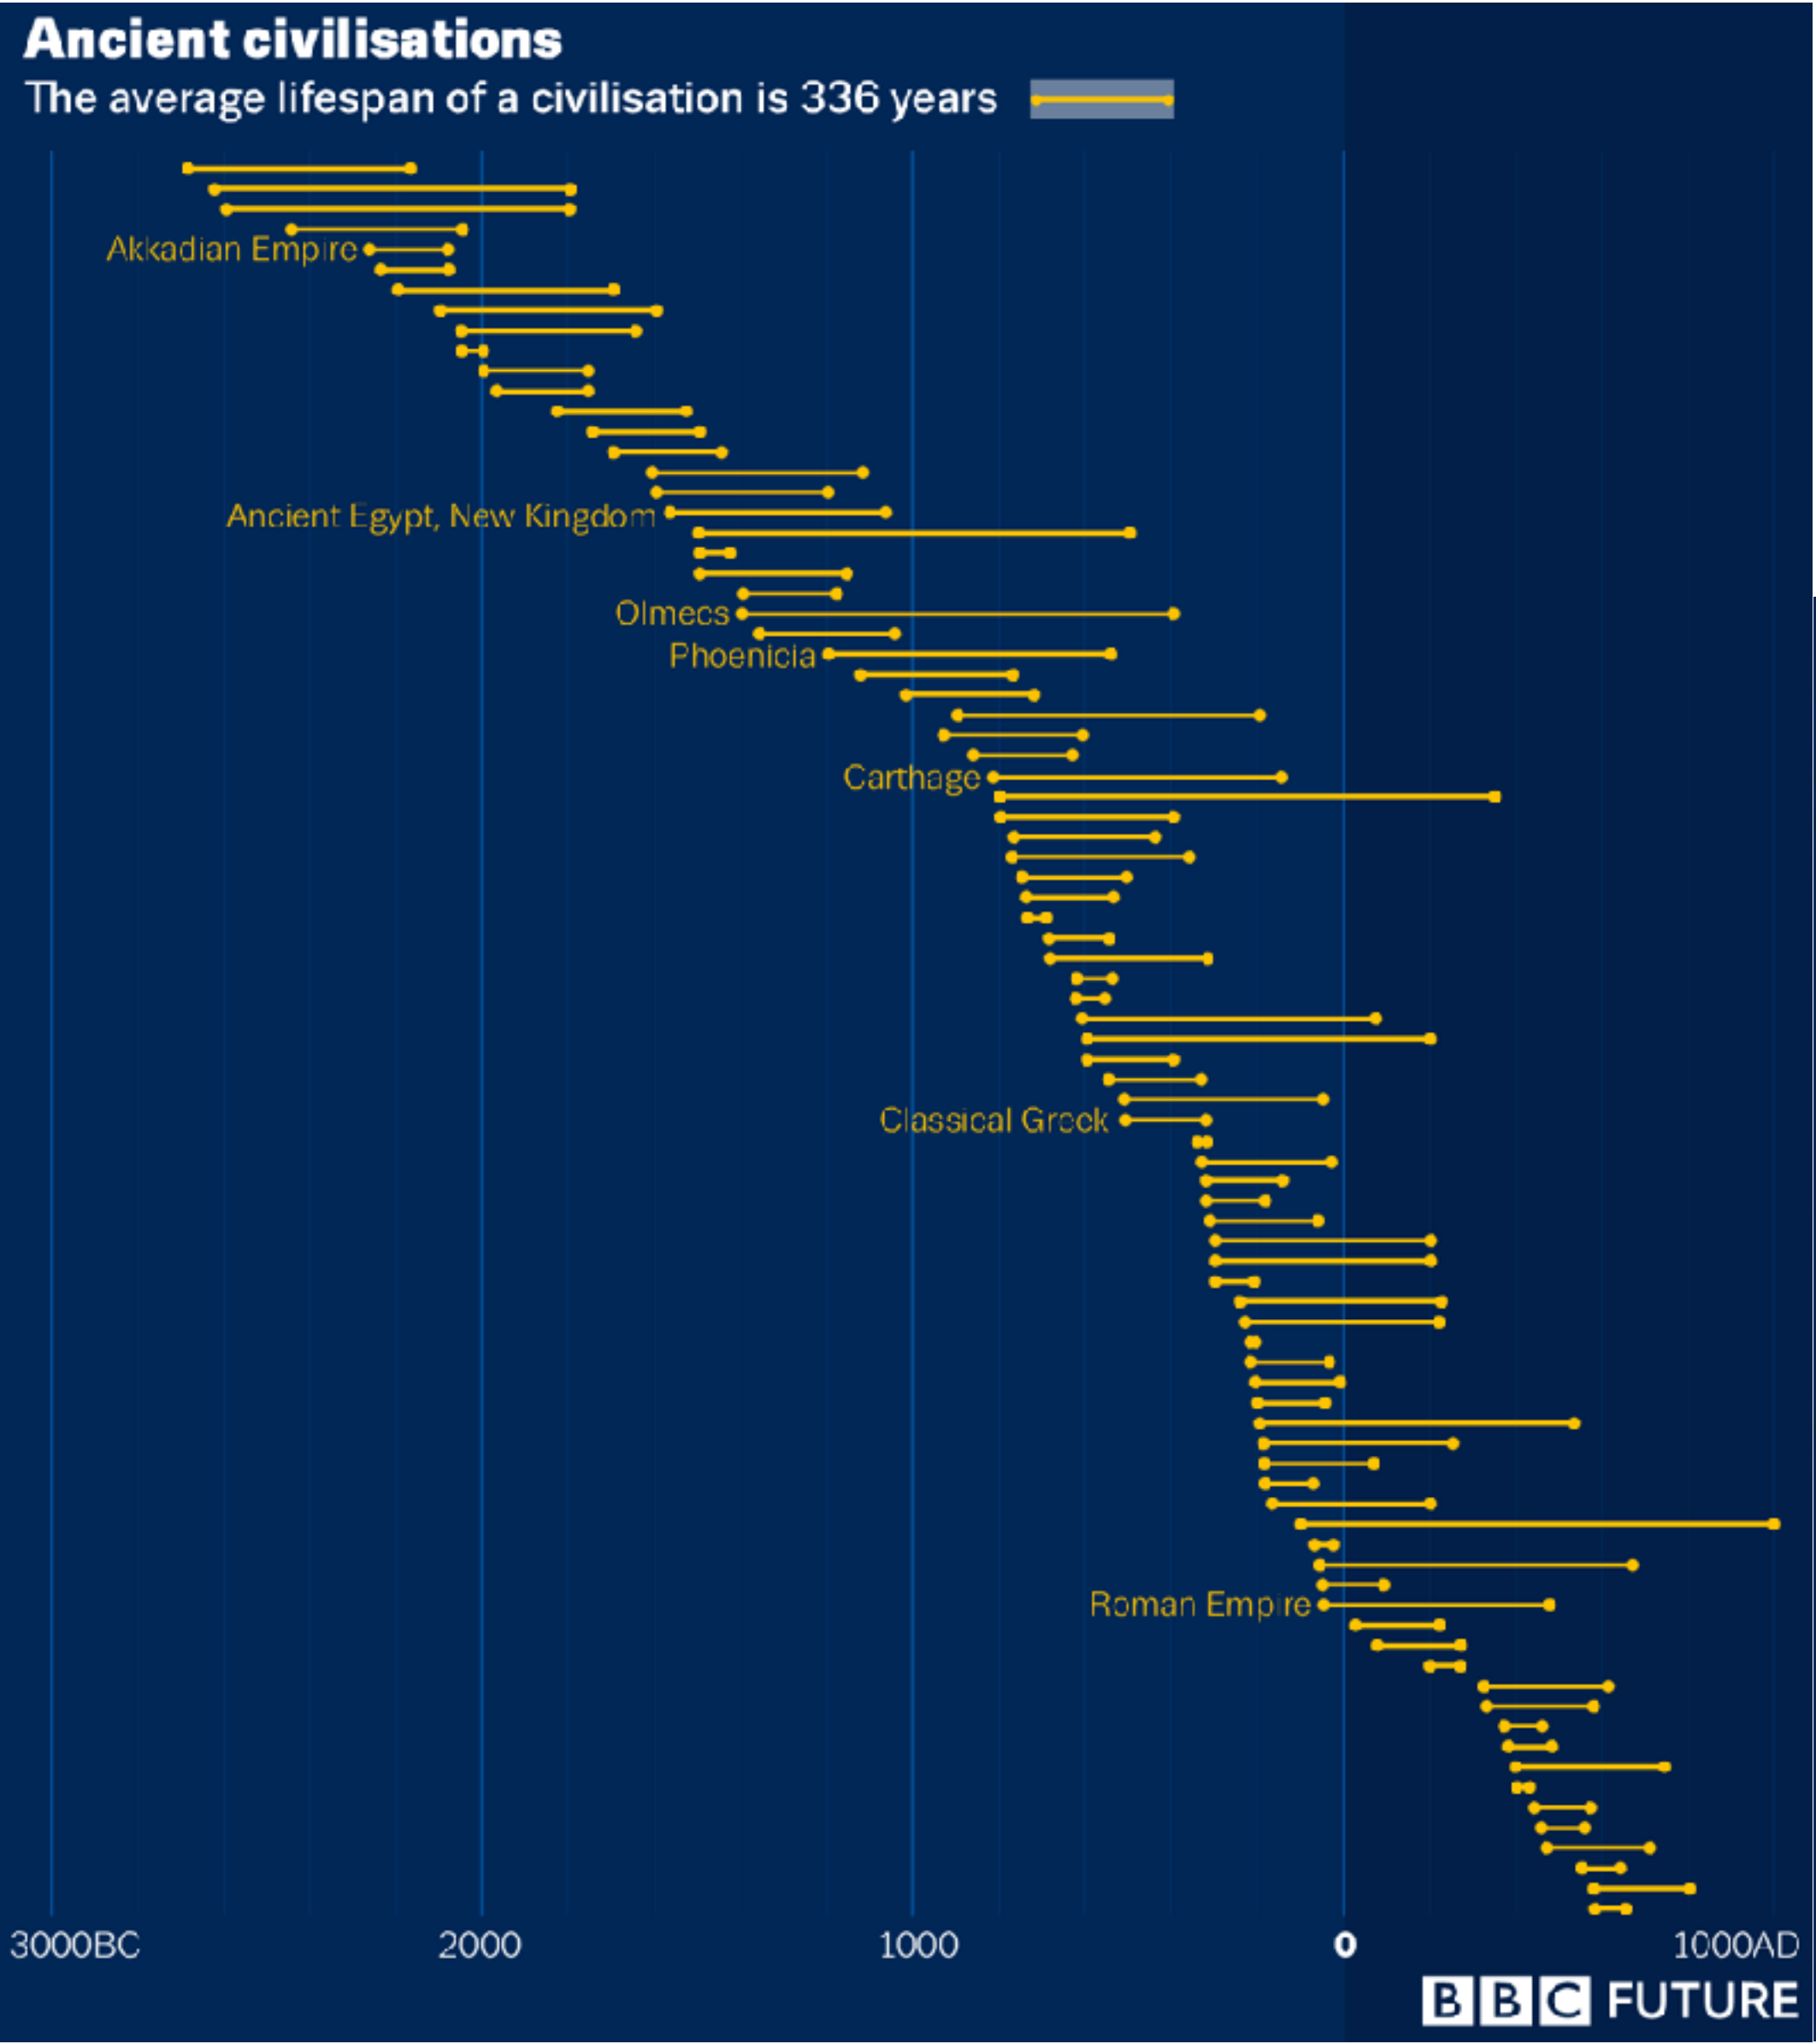 Ancient civilisations
The average lifespan of a civilisation is 336 years
Akkadian Empire
Ancient Egypt, New Kingdom
Olmecs
Phoenicia
Carthage
Classical Greek
Roman Empire
3000BC 2000 1000 0 1000AD
BBC FUTURE